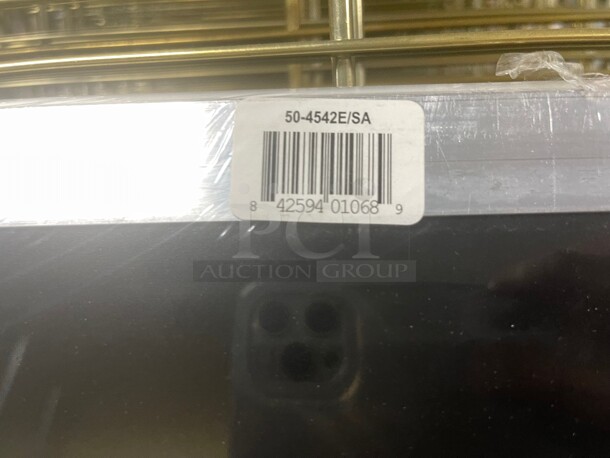 50-4542E/SA
8 42594 01068 9
PCI
AUCTION GROUP